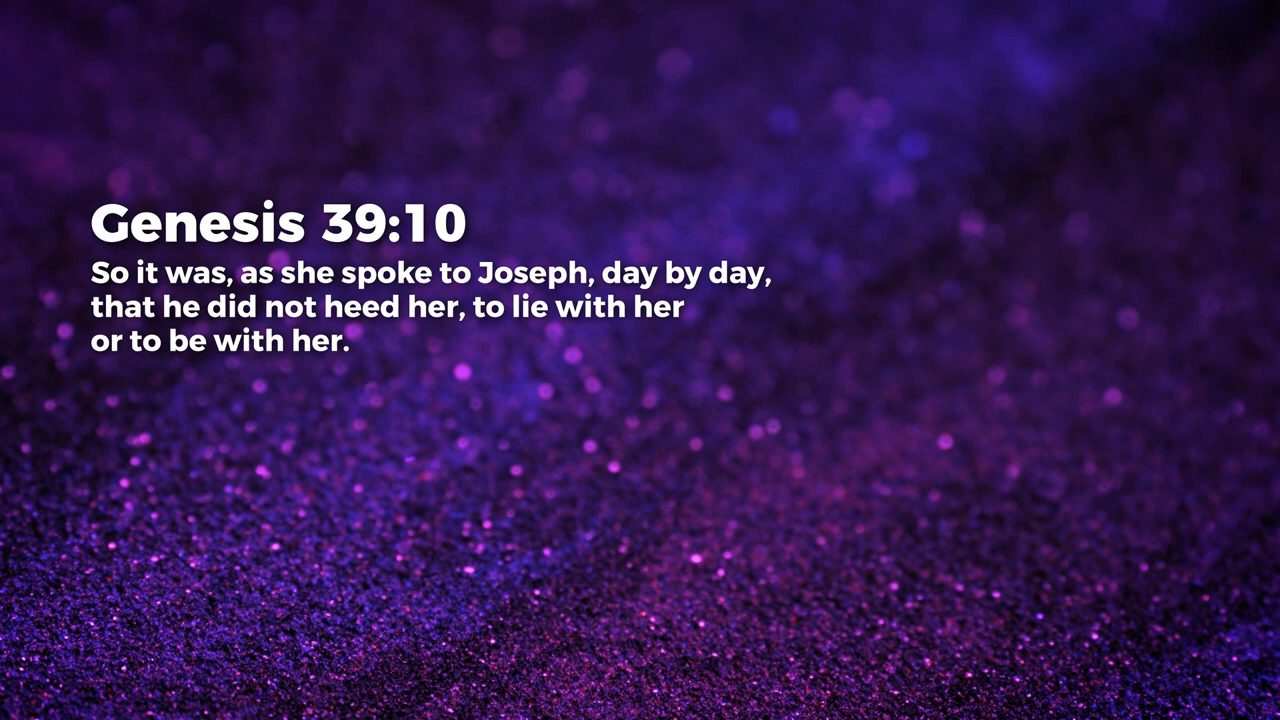 Genesis 39:10
So it was, as she spoke to Joseph, day by day,
that he did not heed her, to lie with her
or to be with her.